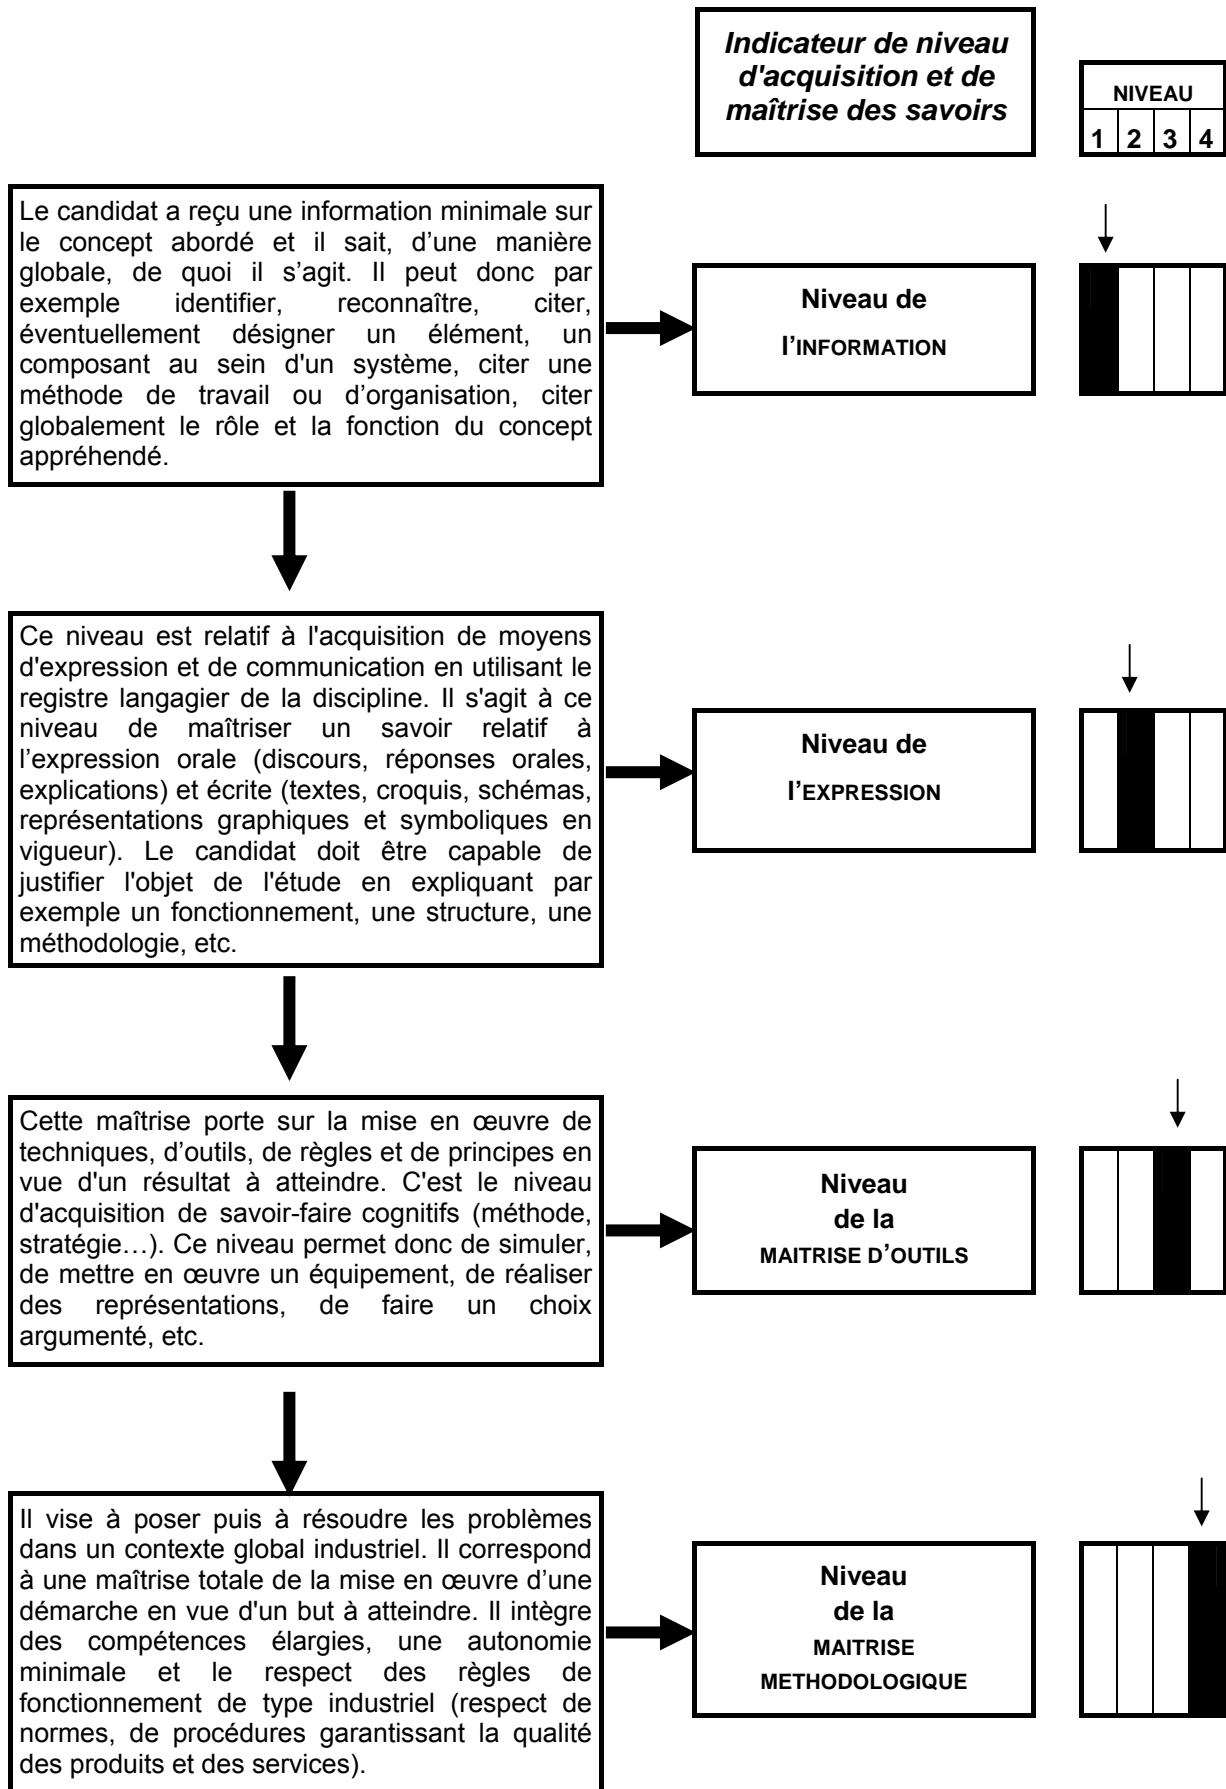 Indicateur de niveau
d'acquisition et de
maîtrise des savoirs
NIVEAU
1 2 3 4
Le candidat a reçu une information minimale sur
le concept abordé et il sait, d’une manière
globale, de quoi il s’agit. Il peut donc par
exemple identifier, reconnaître, citer,
éventuellement désigner un élément, un
composant au sein d'un système, citer une
méthode de travail ou d’organisation, citer
globalement le rôle et la fonction du concept
appréhendé.
Niveau de
l’INFORMATION
Ce niveau est relatif à l'acquisition de moyens
d'expression et de communication en utilisant le
registre langagier de la discipline. Il s'agit à ce
niveau de maîtriser un savoir relatif à
l’expression orale (discours, réponses orales,
explications) et écrite (textes, croquis, schémas,
représentations graphiques et symboliques en
vigueur). Le candidat doit être capable de
justifier l'objet de l'étude en expliquant par
exemple un fonctionnement, une structure, une
méthodologie, etc.
Niveau de
l’EXPRESSION
Cette maîtrise porte sur la mise en œuvre de
techniques, d’outils, de règles et de principes en
vue d'un résultat à atteindre. C'est le niveau
d'acquisition de savoir-faire cognitifs (méthode,
stratégie…). Ce niveau permet donc de simuler,
de mettre en œuvre un équipement, de réaliser
des représentations, de faire un choix
argumenté, etc.
Niveau
de la
MAITRISE D’OUTILS
Il vise à poser puis à résoudre les problèmes
dans un contexte global industriel. Il correspond
à une maîtrise totale de la mise en œuvre d’une
démarche en vue d'un but à atteindre. Il intègre
des compétences élargies, une autonomie
minimale et le respect des règles de
fonctionnement de type industriel (respect de
normes, de procédures garantissant la qualité
des produits et des services).
Niveau
de la
MAITRISE
METHODOLOGIQUE